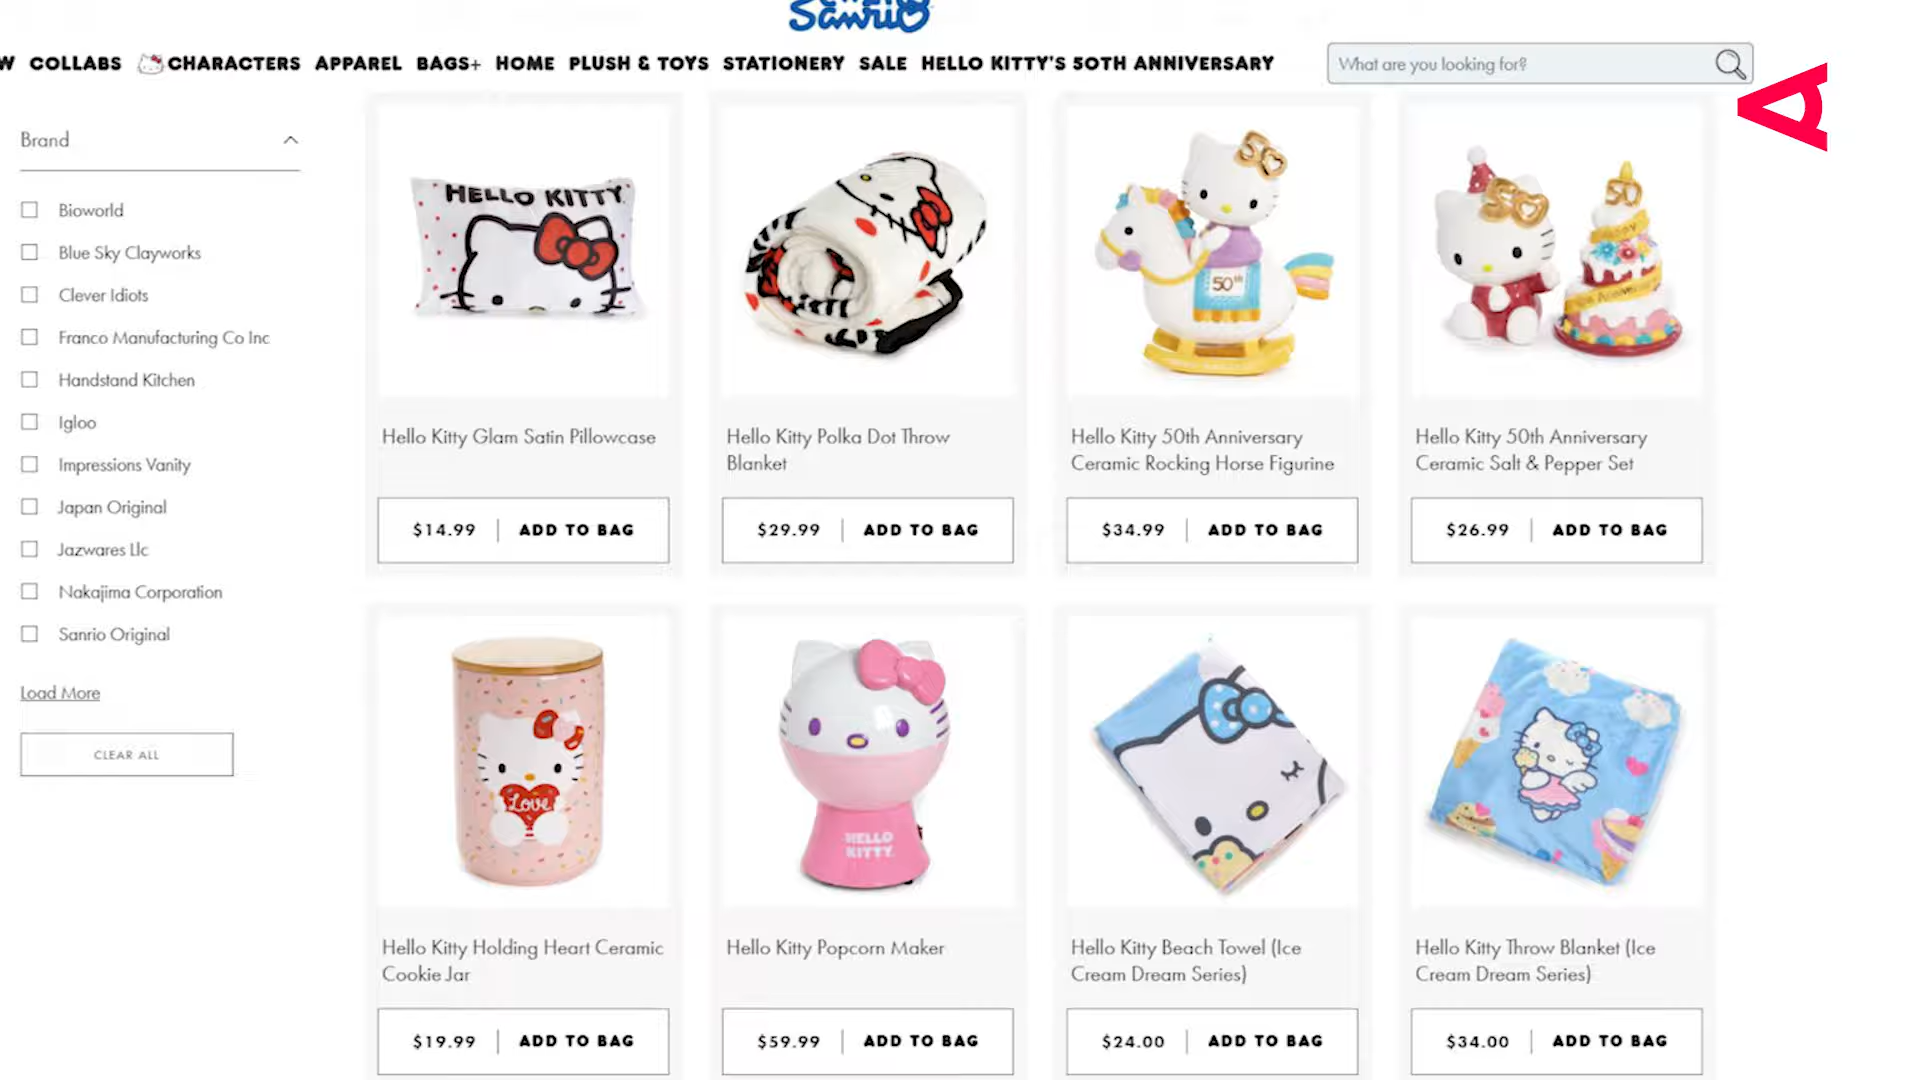 Sanrio
W COLLABS CHARACTERS APPAREL BAGS+ HOME PLUSH & TOYS STATIONERY SALE HELLO KITTY'S 50TH ANNIVERSARY
What are you looking for?
A
Brand
Bioworld
Blue Sky Clayworks
Clever Idiots
Franco Manufacturing Co Inc
Handstand Kitchen
Igloo
Impressions Vanity
Japan Original
Jazwares Llc
Nakajima Corporation
Sanrio Original
Load More
CLEAR ALL
HELLO KITTY
50
50th
50
50
Happy
Hello Kitty Glam Satin Pillowcase
$14.99 | ADD TO BAG
Hello Kitty Polka Dot Throw
Blanket
$29.99 | ADD TO BAG
Hello Kitty 50th Anniversary
Ceramic Rocking Horse Figurine
$34.99 | ADD TO BAG
Hello Kitty 50th Anniversary
Ceramic Salt & Pepper Set
$26.99 | ADD TO BAG
Love
HELLO
KITTY
Hello Kitty Holding Heart Ceramic
Cookie Jar
$19.99 | ADD TO BAG
Hello Kitty Popcorn Maker
$59.99 | ADD TO BAG
Hello Kitty Beach Towel (Ice
Cream Dream Series)
$24.00 | ADD TO BAG
Hello Kitty Throw Blanket (Ice
Cream Dream Series)
$34.00 | ADD TO BAG